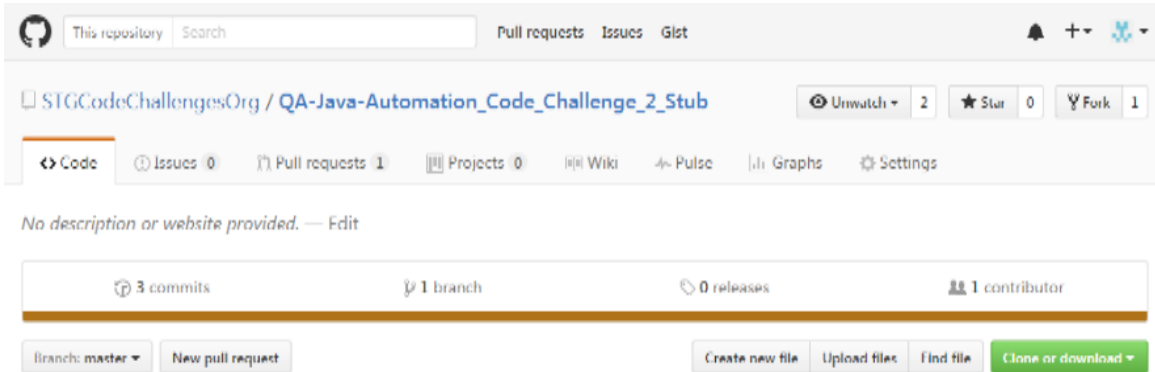 This repository Search Pull requests Issues Gist
STGCodeChallengesOrg / QA-Java-Automation_Code_Challenge_2_Stub Unwatch 2 Star 0 Fork 1
Code Issues 0 Pull requests 1 Projects 0 Wiki Pulse Graphs Settings
No description or website provided. — Edit
3 commits 1 branch 0 releases 1 contributor
Branch: master New pull request Create new file Upload files Find file Clone or download